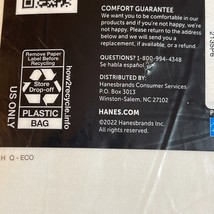 COMFORT GUARANTEE
We want you to be comfortable in our
products and if you're not happy, we're
not happy. Please return to the address
below and we will send you a
replacement, if available, or a refund.
QUESTIONS? 1-800-994-4348
Se habla español.
DISTRIBUTED BY:
Hanesbrands Consumer Services
P.O. Box 3013
Winston-Salem, NC 27102
HANES.COM
©2022 Hanesbrands Inc.
All rights reserved.
Remove Paper
Label Before
Recycling
Store
Drop-off
PLASTIC
BAG
how2recycle.info
US ONLY
H Q - ECO